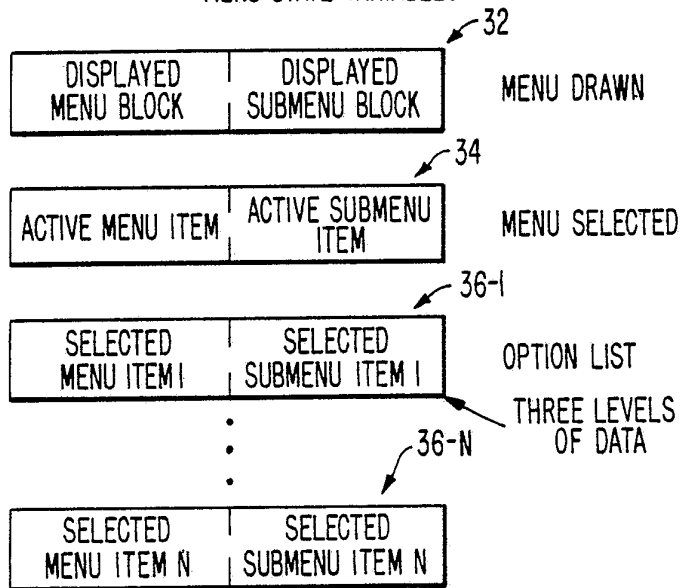 MENU STATE VARIABLES
32
DISPLAYED MENU BLOCK
DISPLAYED SUBMENU BLOCK
MENU DRAWN
34
ACTIVE MENU ITEM
ACTIVE SUBMENU ITEM
MENU SELECTED
36-1
SELECTED MENU ITEM 1
SELECTED SUBMENU ITEM 1
OPTION LIST
THREE LEVELS OF DATA
36-N
SELECTED MENU ITEM N
SELECTED SUBMENU ITEM N